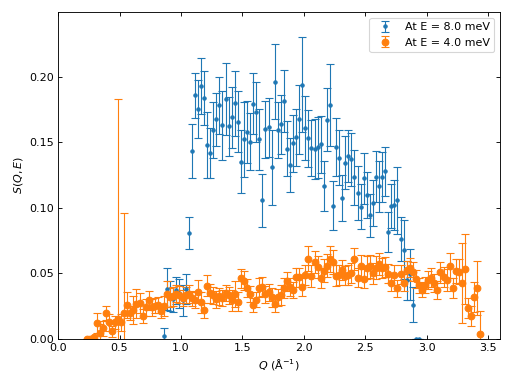 At E = 8.0 meV
At E = 4.0 meV
S(Q, E)
0.20
0.15
0.10
0.05
0.00
0.0 0.5 1.0 1.5 2.0 2.5 3.0 3.5
Q (Å⁻¹)